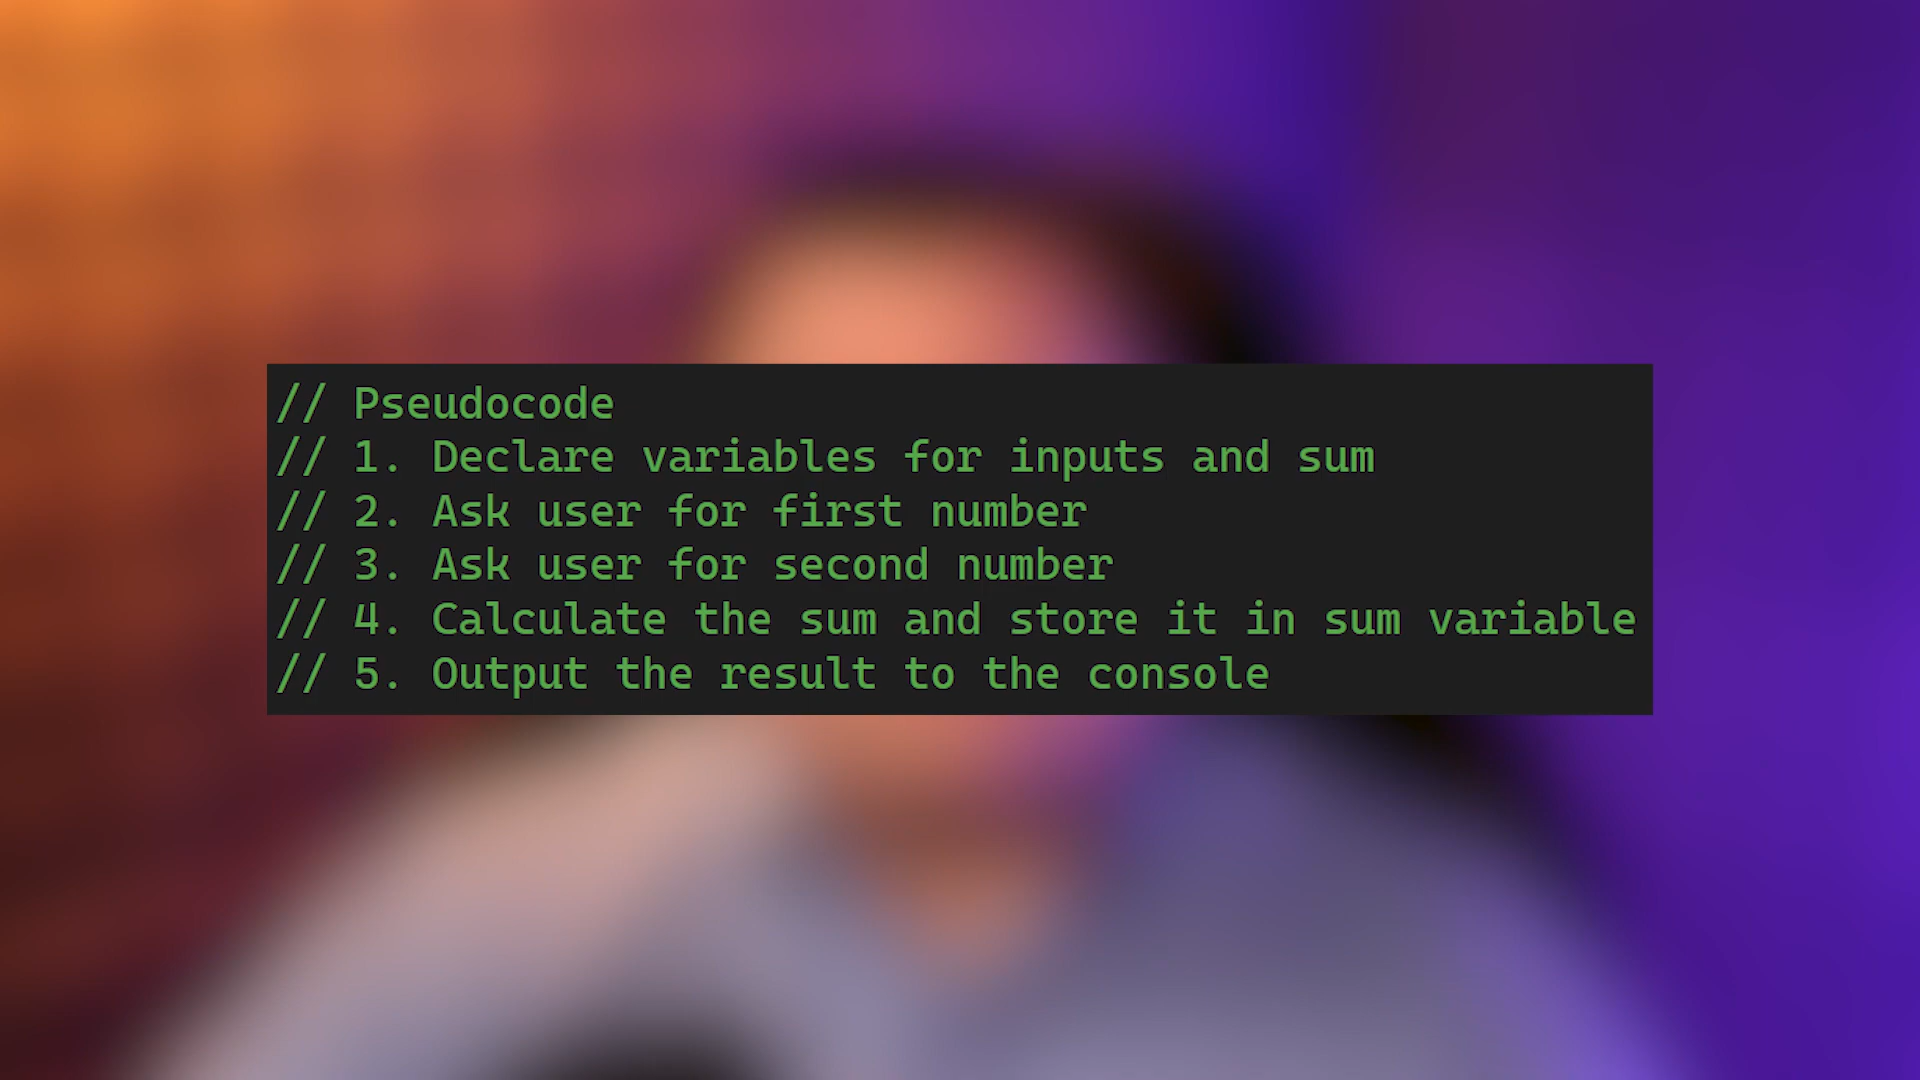 // Pseudocode
// 1. Declare variables for inputs and sum
// 2. Ask user for first number
// 3. Ask user for second number
// 4. Calculate the sum and store it in sum variable
// 5. Output the result to the console